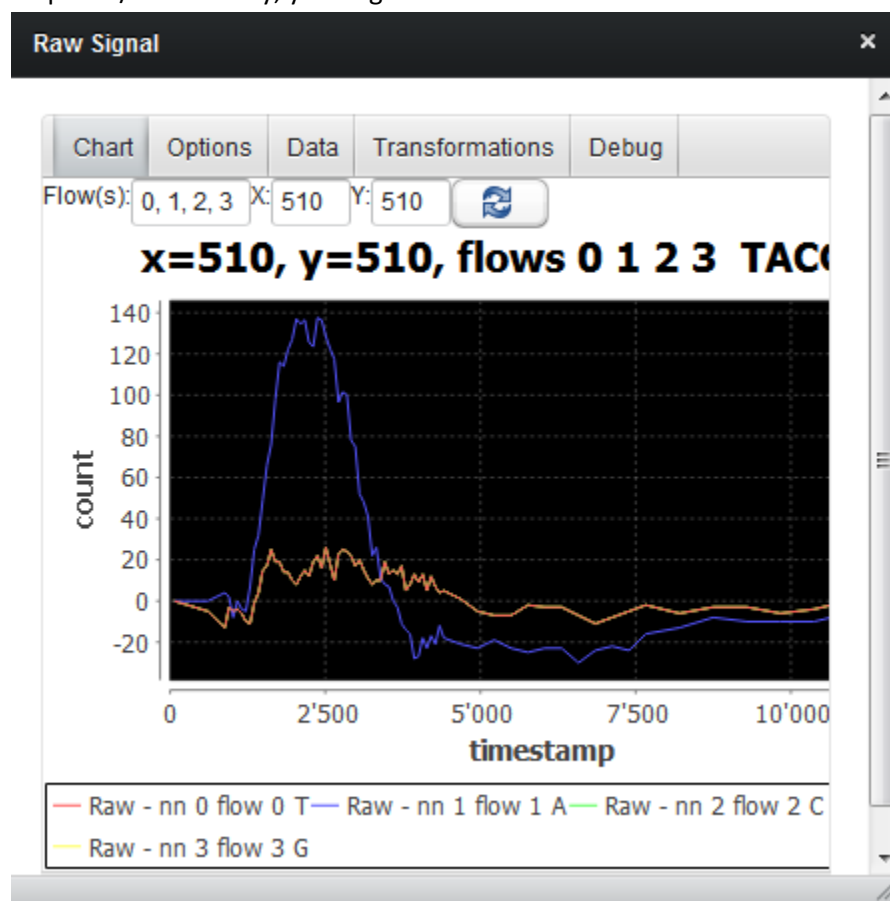 Raw Signal ×
Chart Options Data Transformations Debug
Flow(s): 0, 1, 2, 3 X: 510 Y: 510
x=510, y=510, flows 0 1 2 3 TAC
140
120
100
80
60
40
20
0
-20
count
0 2'500 5'000 7'500 10'000
timestamp
Raw - nn 0 flow 0 T Raw - nn 1 flow 1 A Raw - nn 2 flow 2 C
Raw - nn 3 flow 3 G